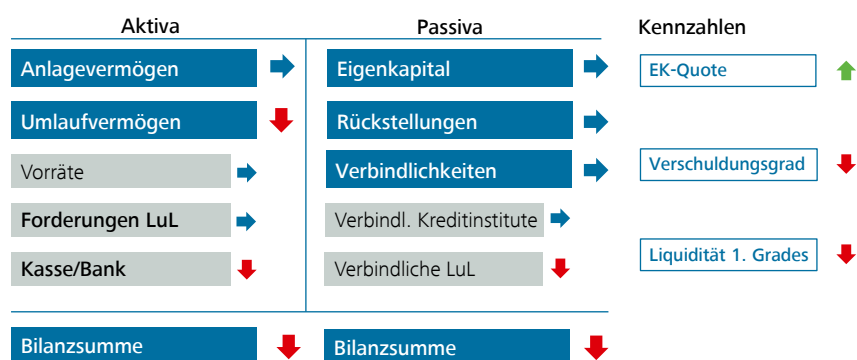 Aktiva Passiva Kennzahlen
Anlagevermögen Eigenkapital EK-Quote
Umlaufvermögen Rückstellungen
Vorräte Verbindlichkeiten Verschuldungsgrad
Forderungen LuL Verbindl. Kreditinstitute
Kasse/Bank Verbindliche LuL Liquidität 1. Grades
Bilanzsumme Bilanzsumme